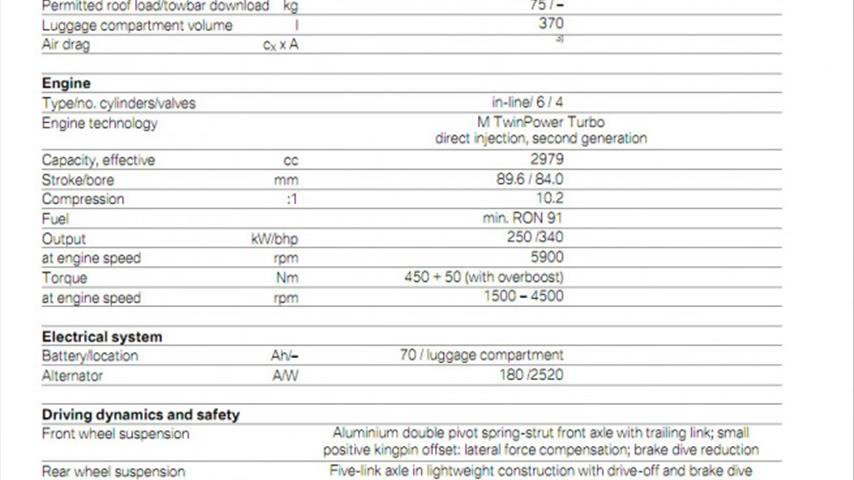 Permitted roof load/towbar download kg 75 / –
Luggage compartment volume l 370
Air drag cx x A 3)
Engine
Type/no. cylinders/valves in-line/ 6 / 4
Engine technology M TwinPower Turbo
direct injection, second generation
Capacity, effective cc 2979
Stroke/bore mm 89.6 / 84.0
Compression :1 10.2
Fuel min. RON 91
Output kW/bhp 250 /340
at engine speed rpm 5900
Torque Nm 450 + 50 (with overboost)
at engine speed rpm 1500 – 4500
Electrical system
Battery/location Ah/– 70 / luggage compartment
Alternator A/W 180 /2520
Driving dynamics and safety
Front wheel suspension Aluminium double pivot spring-strut front axle with trailing link; small
positive kingpin offset: lateral force compensation; brake dive reduction
Rear wheel suspension Five-link axle in lightweight construction with drive-off and brake dive